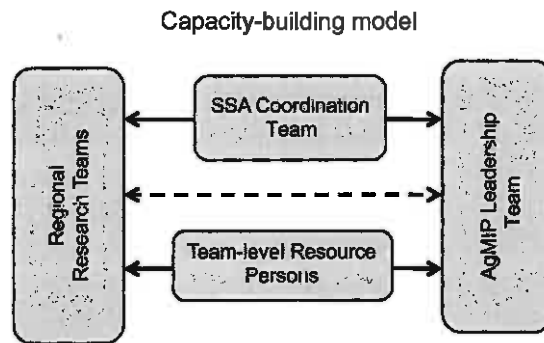 Capacity-building model
Regional
Research Teams
SSA Coordination
Team
Team-level Resource
Persons
AgMIP Leadership
Team